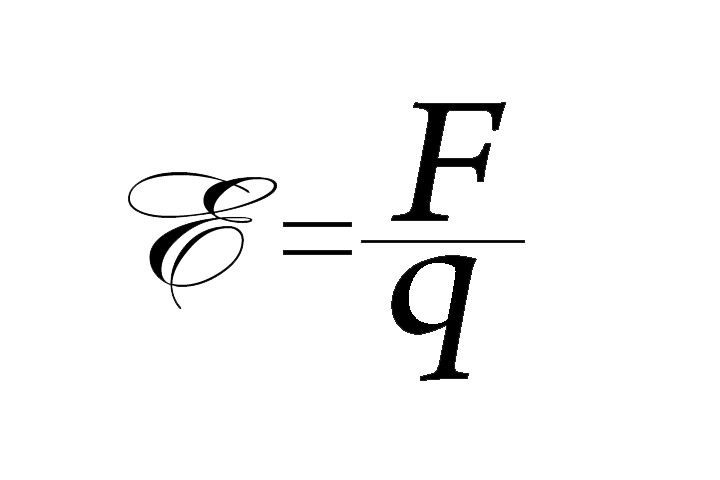 ℰ = F/q